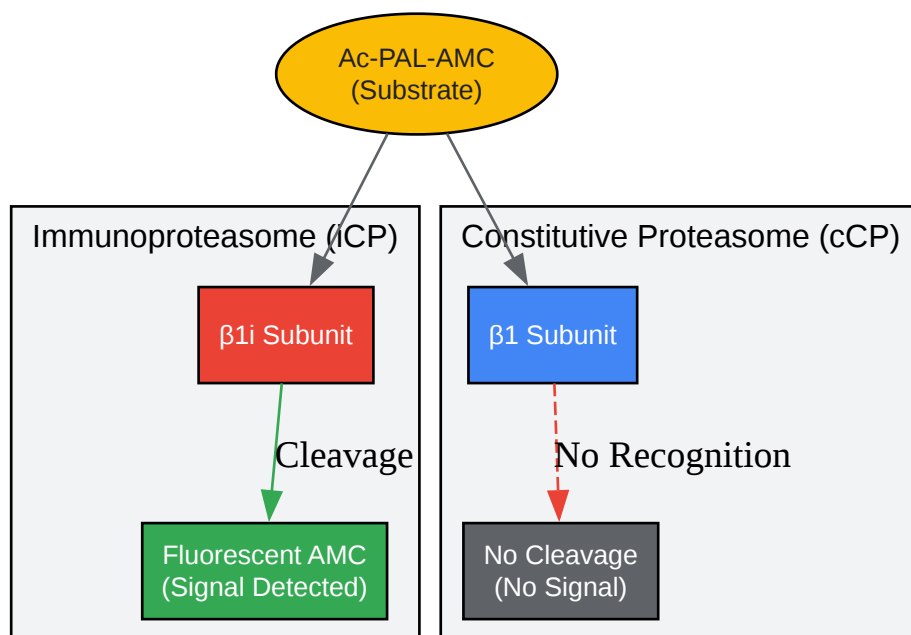 Ac-PAL-AMC
(Substrate)
Immunoproteasome (iCP)
Constitutive Proteasome (cCP)
β1i Subunit
β1 Subunit
Cleavage
No Recognition
Fluorescent AMC
(Signal Detected)
No Cleavage
(No Signal)